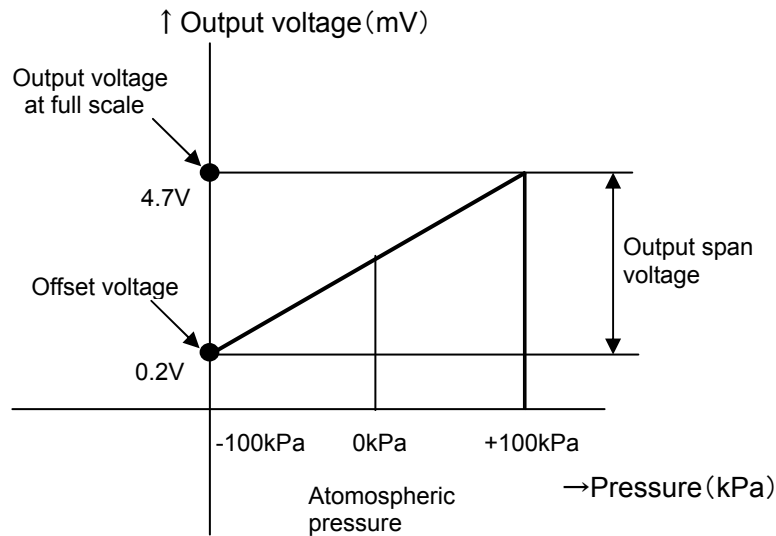 ↑ Output voltage（mV）
Output voltage
at full scale
4.7V
Output span
voltage
Offset voltage
0.2V
-100kPa
0kPa
+100kPa
→Pressure（kPa）
Atomospheric
pressure